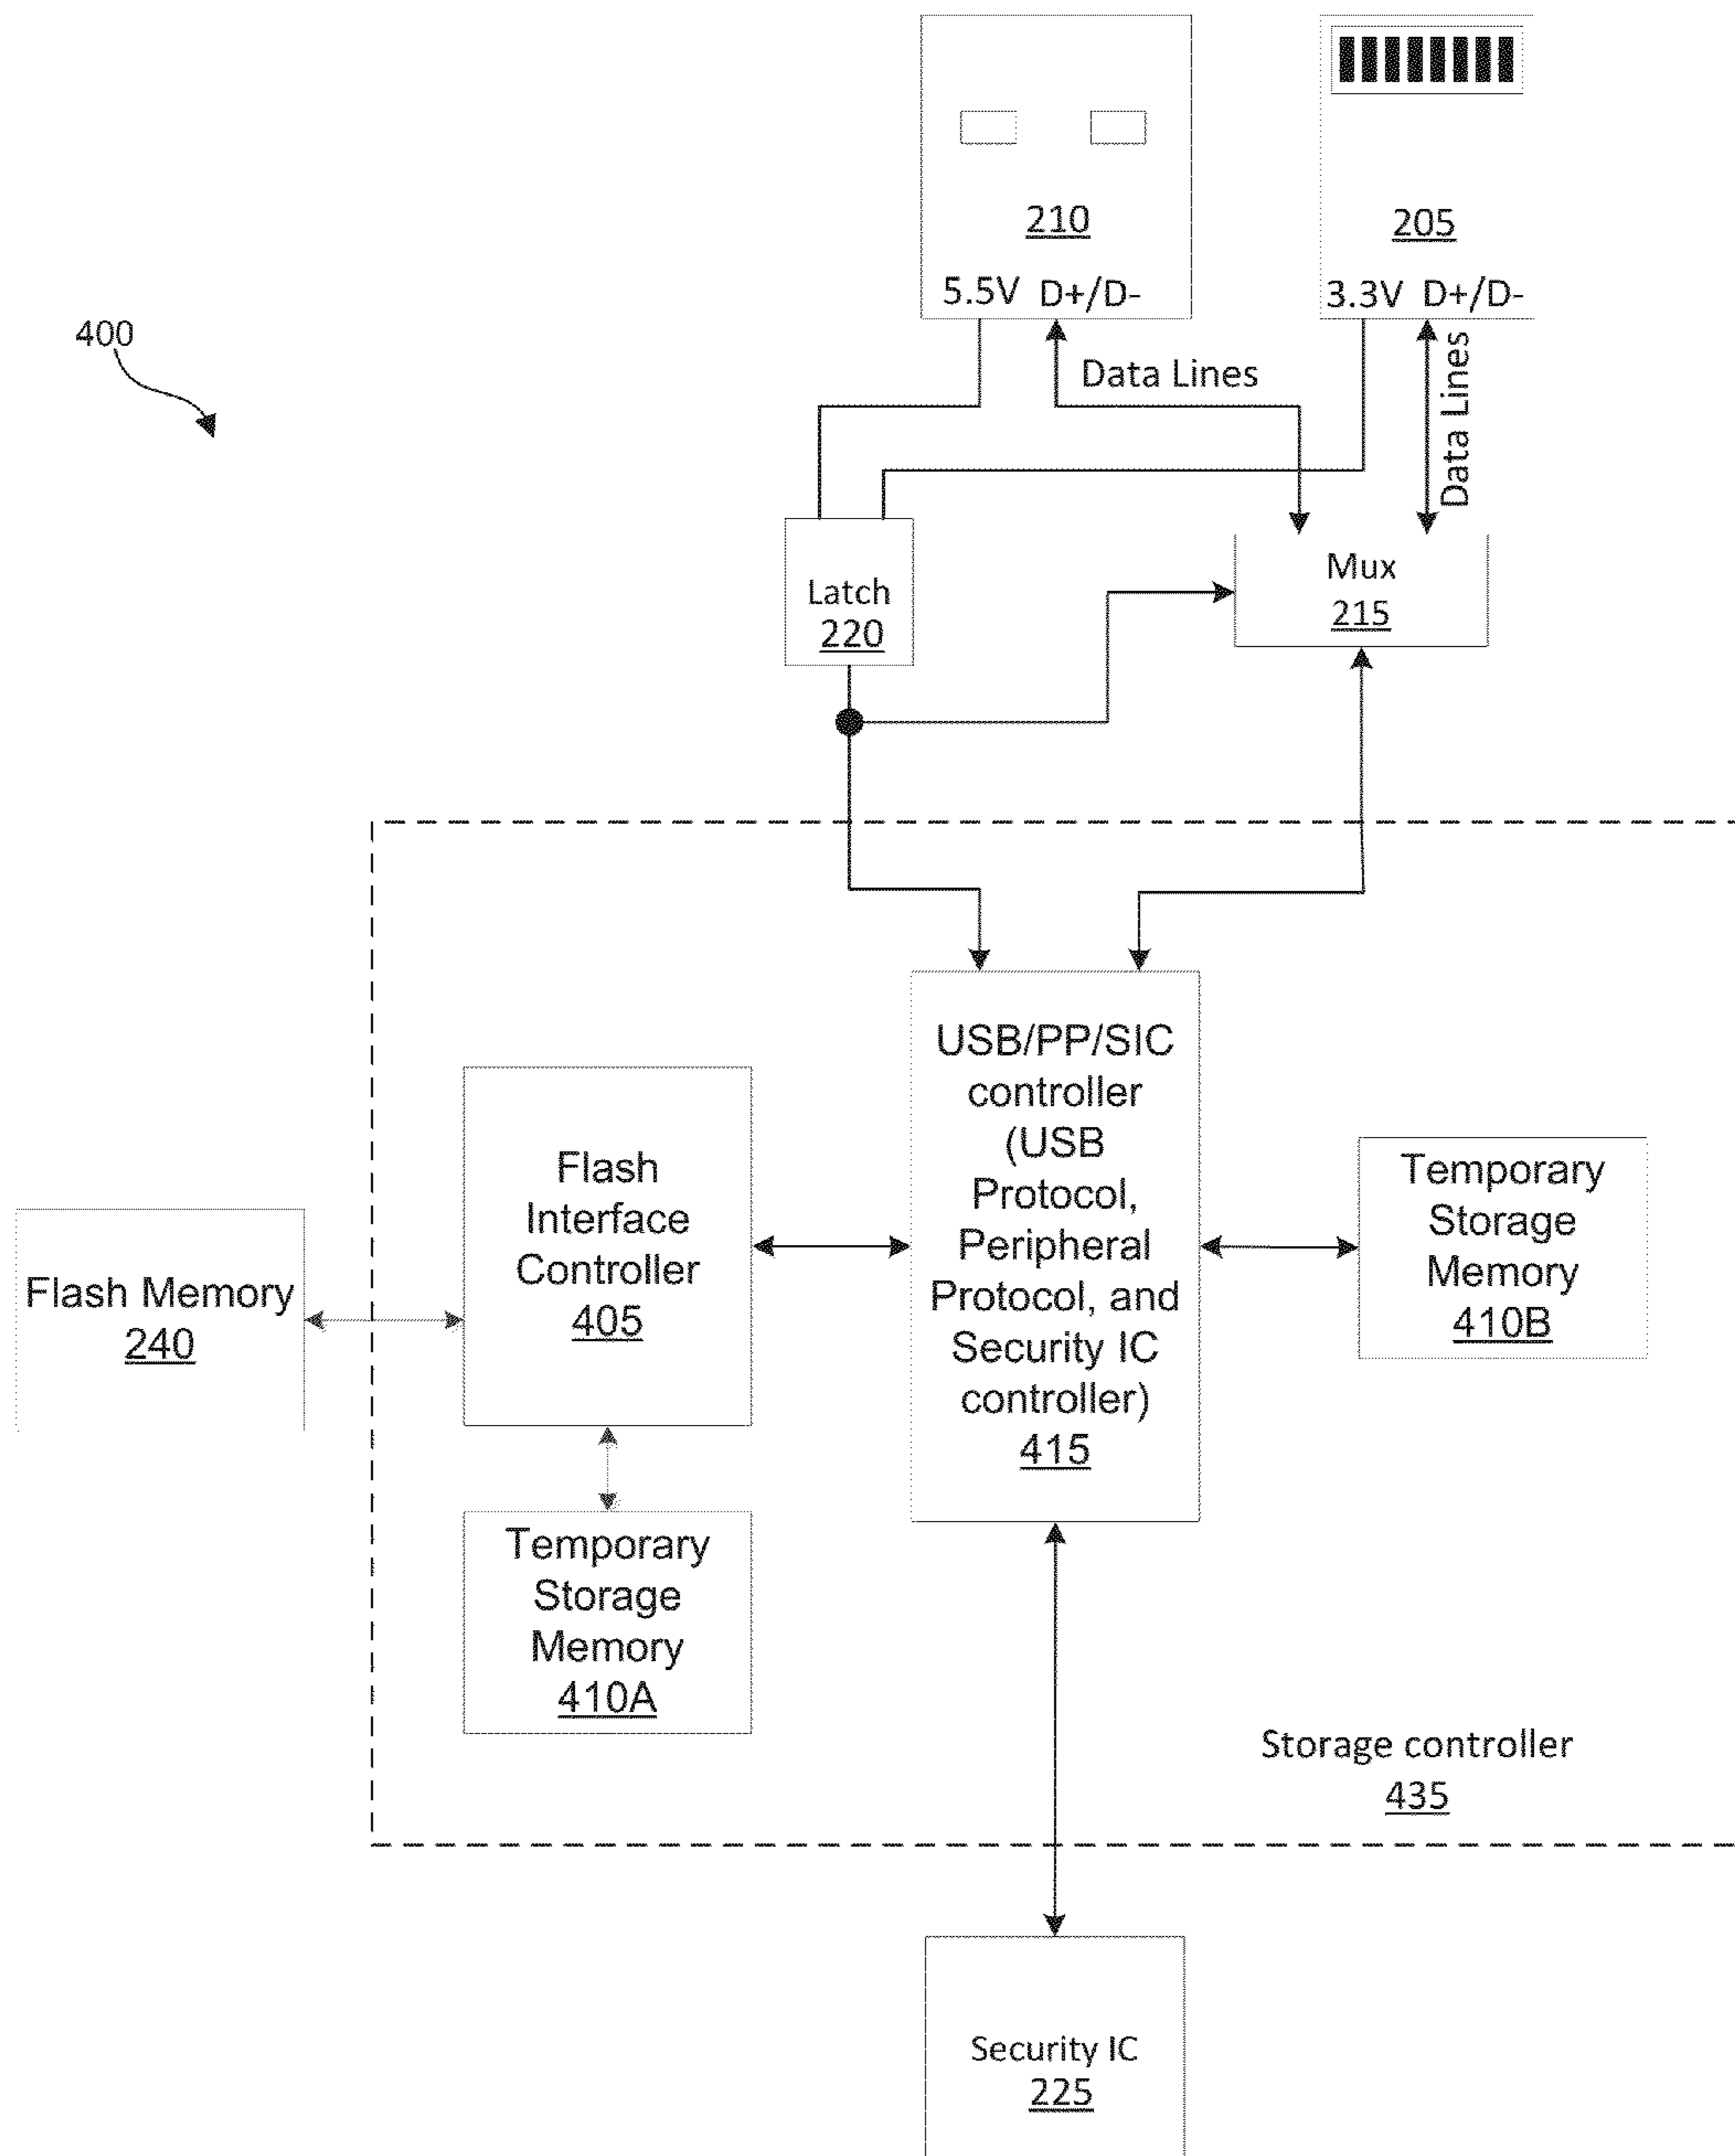 210
5.5V D+/D-
205
3.3V D+/D-
400
Data Lines
Data Lines
Latch
220
Mux
215
USB/PP/SIC
controller
(USB
Protocol,
Peripheral
Protocol, and
Security IC
controller)
415
Flash
Interface
Controller
405
Flash Memory
240
Temporary
Storage
Memory
410B
Temporary
Storage
Memory
410A
Storage controller
435
Security IC
225